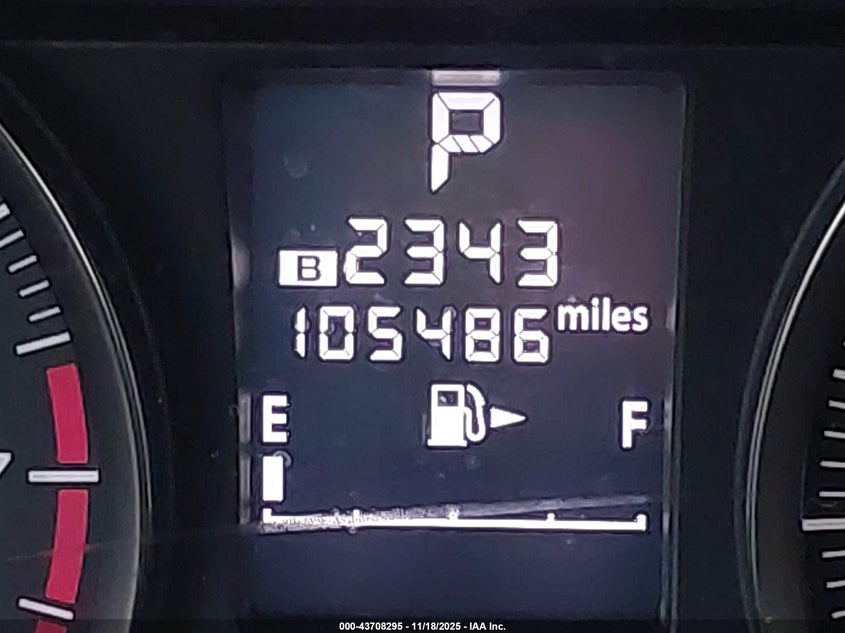 P
B 2343
105486 miles
E F
000-43708295 - 11/18/2025 - IAA Inc.